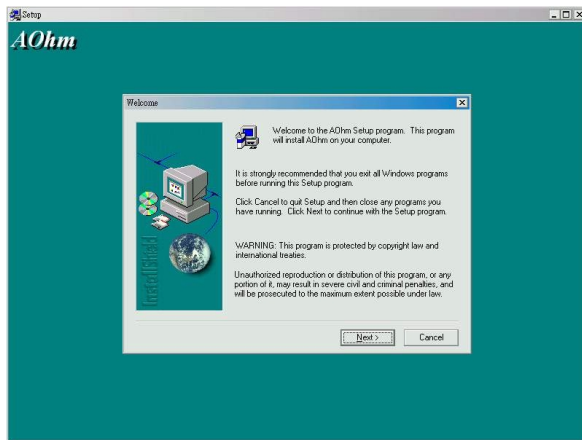 Setup
AOhm
Welcome
Welcome to the AOhm Setup program. This program
will install AOhm on your computer.
It is strongly recommended that you exit all Windows programs
before running this Setup program.
Click Cancel to quit Setup and then close any programs you
have running. Click Next to continue with the Setup program.
WARNING: This program is protected by copyright law and
international treaties.
Unauthorized reproduction or distribution of this program, or any
portion of it, may result in severe civil and criminal penalties, and
will be prosecuted to the maximum extent possible under law.
InstallShield
Next >
Cancel